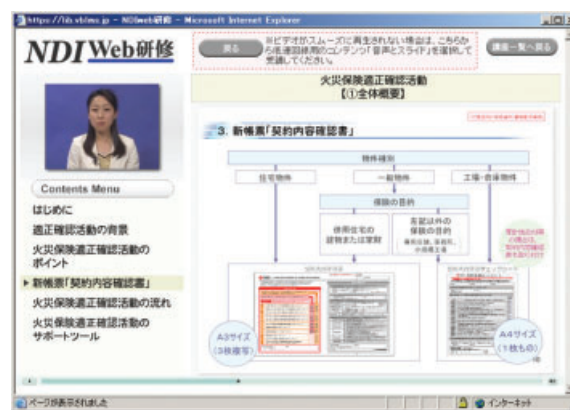 https://lib.vblms.jp - NDIweb研修 - Microsoft Internet Explorer
NDI Web研修
戻る
※ビデオがスムーズに再生されない場合は、こちらか
ら低速回線用のコンテンツ「音声とスライド」を選択して
受講してください。
講座一覧へ戻る
火災保険適正確認活動
【①全体概要】
3. 新帳票「契約内容確認書」
物件種別
住宅物件
一般物件
工場・倉庫物件
保険の目的
併用住宅の
建物または家財
左記以外の
保険の目的
A3サイズ
(3枚複写)
A4サイズ
(1枚もの)
Contents Menu
はじめに
適正確認活動の背景
火災保険適正確認活動の
ポイント
新帳票「契約内容確認書」
火災保険適正確認活動の流れ
火災保険適正確認活動の
サポートツール
ページが表示されました
インターネット